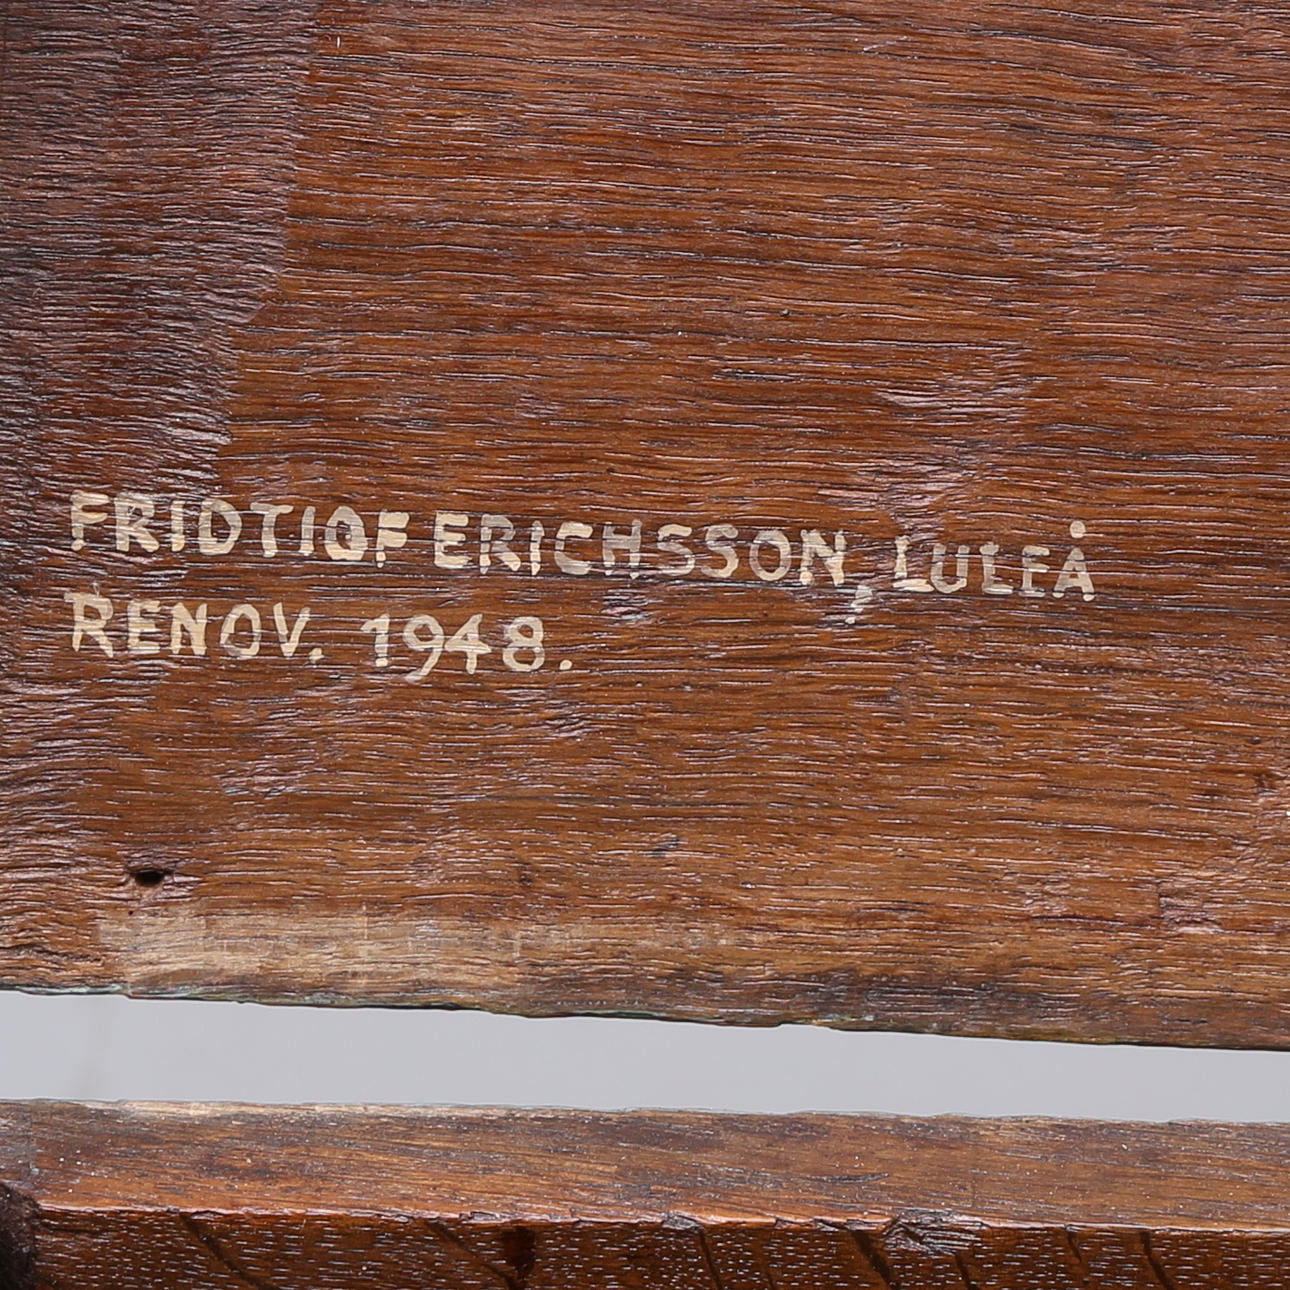 FRIDTIOF ERICHSSON, LULEÅ
RENOV. 1948.